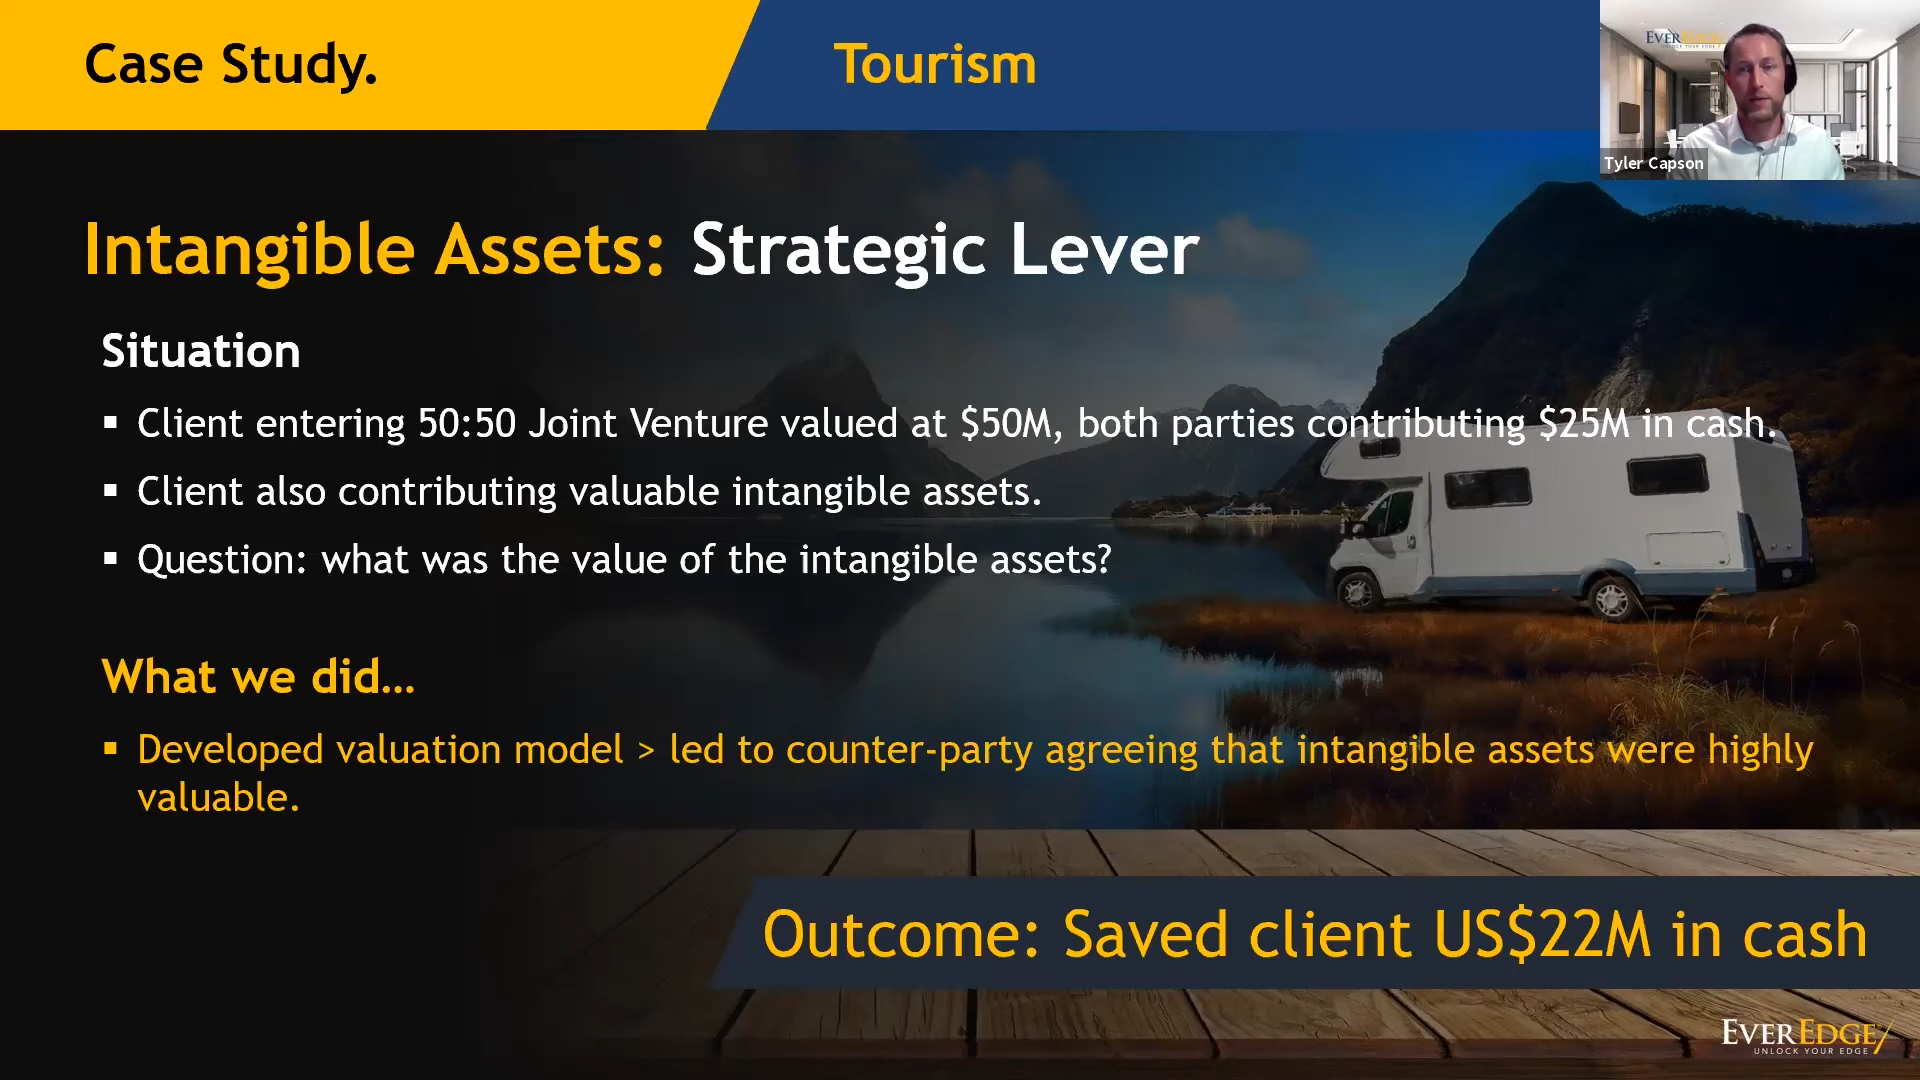 Case Study.
Tourism
EVEREDGE
Tyler Capson
Intangible Assets: Strategic Lever
Situation
▪ Client entering 50:50 Joint Venture valued at $50M, both parties contributing $25M in cash.
▪ Client also contributing valuable intangible assets.
▪ Question: what was the value of the intangible assets?
What we did…
▪ Developed valuation model > led to counter-party agreeing that intangible assets were highly
valuable.
Outcome: Saved client US$22M in cash
EVEREDGE
UNLOCK YOUR EDGE